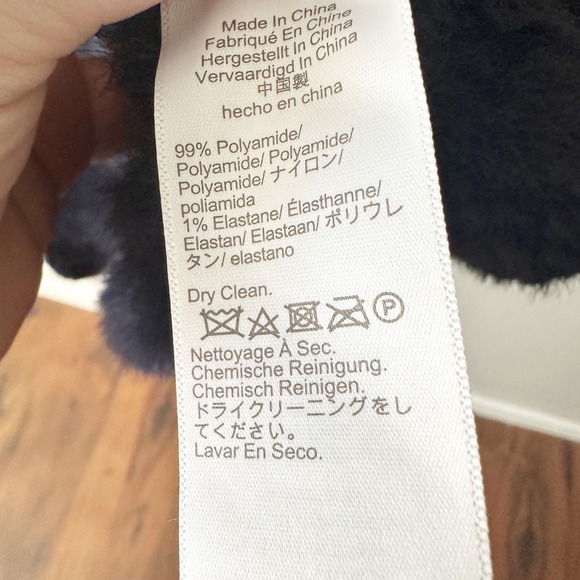 Made In China
Fabriqué En Chine
Hergestellt In China
Vervaardigd In China
中国製
hecho en china
99% Polyamide/
Polyamide/ Polyamide/
Polyamide/ ナイロン/
poliamida
1% Elastane/ Élasthanne/
Elastan/ Elastaan/ ポリウレ
タン/ elastano
Dry Clean.
P
Nettoyage À Sec.
Chemische Reinigung.
Chemisch Reinigen.
ドライクリーニングをし
てください。
Lavar En Seco.